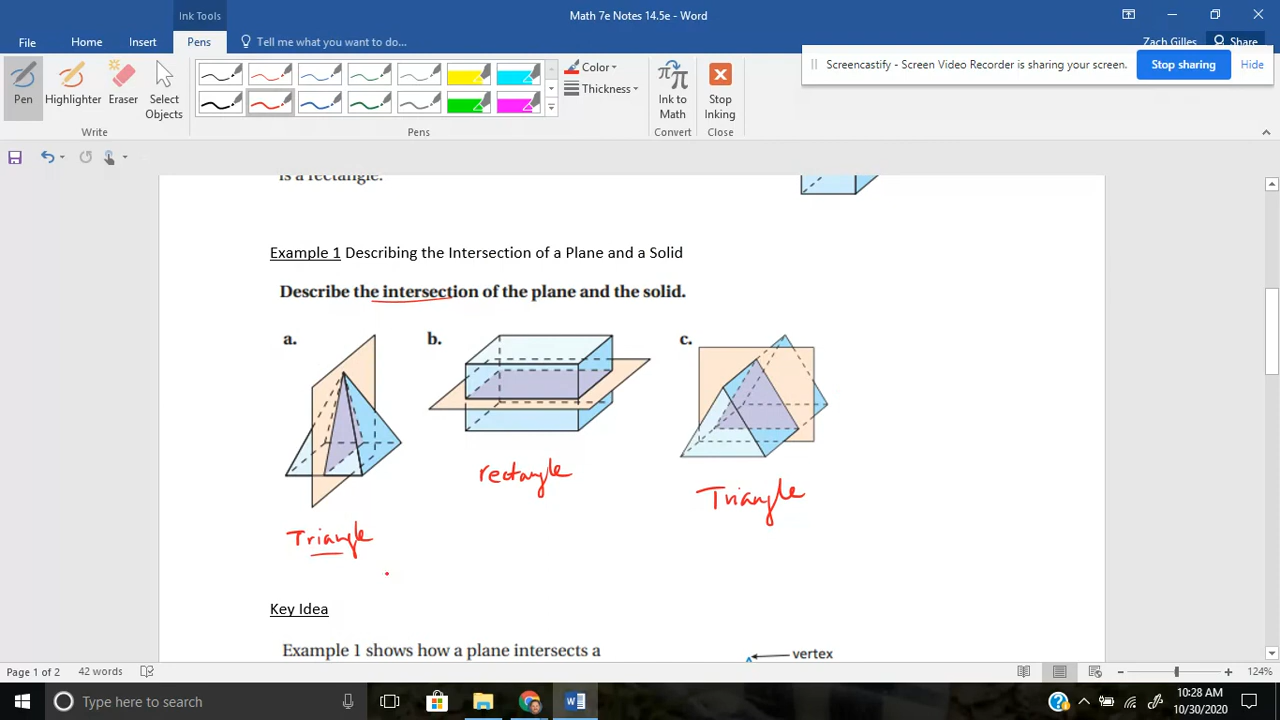 Ink Tools
Math 7e Notes 14.5e - Word
File
Home
Insert
Pens
Tell me what you want to do...
Zach Gilles
Share
Screencastify - Screen Video Recorder is sharing your screen.
Stop sharing
Hide
Pen
Highlighter
Eraser
Select Objects
Color
Thickness
Ink to Math
Stop Inking
Write
Pens
Convert
Close
is a rectangle.
Example 1 Describing the Intersection of a Plane and a Solid
Describe the intersection of the plane and the solid.
a.
b.
c.
rectangle
Triangle
Triangle
Key Idea
Example 1 shows how a plane intersects a
vertex
Page 1 of 2
42 words
124%
Type here to search
10:28 AM
10/30/2020